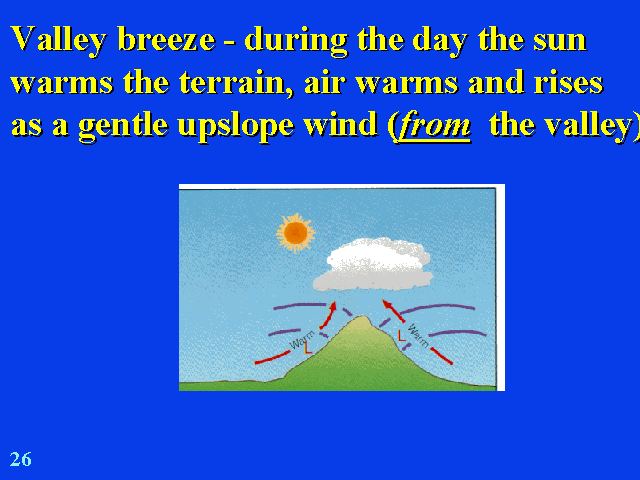 Valley breeze - during the day the sun
warms the terrain, air warms and rises
as a gentle upslope wind (from the valley)
Warm
L
L
Warm
26